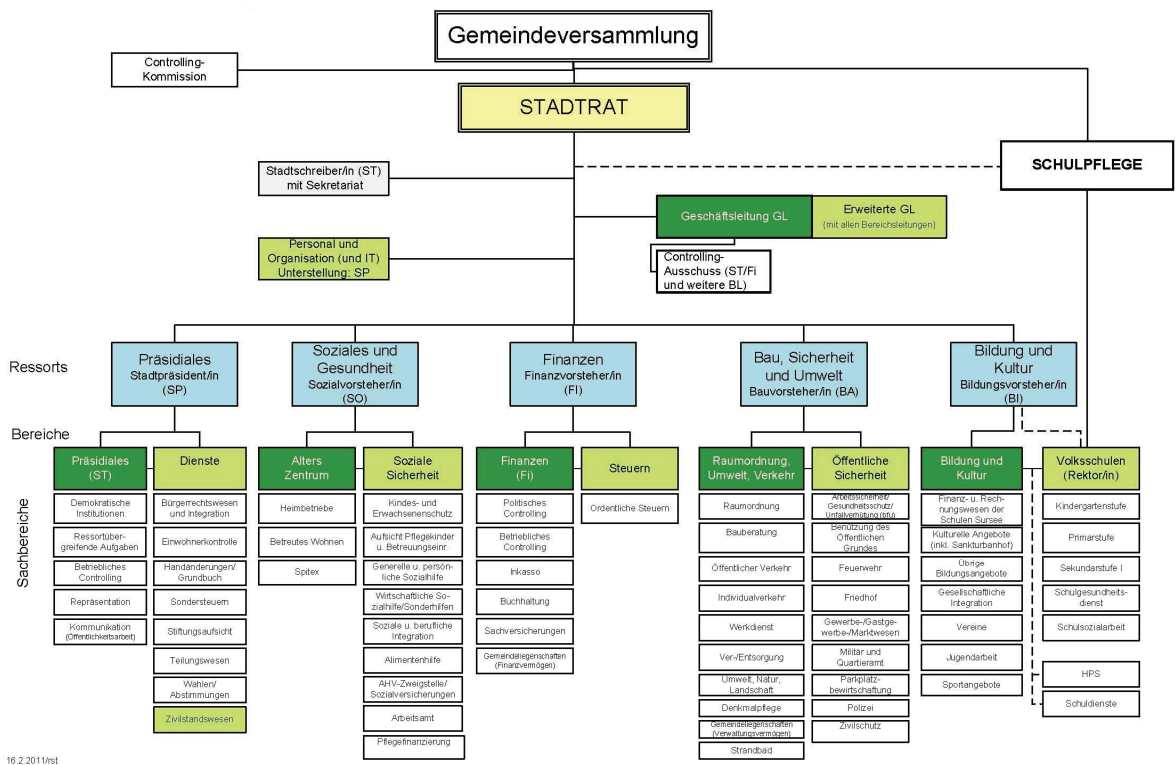 Gemeindeversammlung
Controlling-
Kommission
STADTRAT
SCHULPFLEGE
Stadtschreiber/in (ST)
mit Sekretariat
Geschäftsleitung GL
Erweiterte GL
(mit allen Bereichsleitungen)
Personal und
Organisation (und IT)
Unterstellung: SP
Controlling-
Ausschuss (ST/Fi
und weitere BL)
Ressorts
Präsidiales
Stadtpräsident/in
(SP)
Soziales und
Gesundheit
Sozialvorsteher/in
(SO)
Finanzen
Finanzvorsteher/in
(FI)
Bau, Sicherheit
und Umwelt
Bauvorsteher/in (BA)
Bildung und
Kultur
Bildungsvorsteher/in
(BI)
Bereiche
Präsidiales
(ST)
Dienste
Alters
Zentrum
Soziale
Sicherheit
Finanzen
(Fi)
Steuern
Raumordnung,
Umwelt, Verkehr
Öffentliche
Sicherheit
Bildung und
Kultur
Volksschulen
(Rektor/in)
Sachbereiche
Demokratische
Institutionen
Ressortüber-
greifende Aufgaben
Betriebliches
Controlling
Repräsentation
Kommunikation
(Öffentlichkeitsarbeit)
Bürgerrechtswesen
und Integration
Einwohnerkontrolle
Handänderungen/
Grundbuch
Sondersteuern
Stiftungsaufsicht
Teilungswesen
Wahlen/
Abstimmungen
Zivilstandswesen
Heimbetriebe
Betreutes Wohnen
Spitex
Kindes- und
Erwachsenenschutz
Aufsicht Pflegekinder
u. Betreuungseinr.
Generelle u. persön-
liche Sozialhilfe
Wirtschaftliche So-
zialhilfe/Sonderhilfen
Soziale u. berufliche
Integration
Alimentenhilfe
AHV-Zweigstelle/
Sozialversicherungen
Arbeitsamt
Pflegefinanzierung
Politisches
Controlling
Betriebliches
Controlling
Inkasso
Buchhaltung
Sachversicherungen
Gemeindeliegenschaften
(Finanzvermögen)
Ordentliche Steuern
Raumordnung
Bauberatung
Öffentlicher Verkehr
Individualverkehr
Werkdienst
Ver-/Entsorgung
Umwelt, Natur,
Landschaft
Denkmalpflege
Gemeindeliegenschaften
(Verwaltungsvermögen)
Strandbad
Arbeitssicherheit/
Gesundheitsschutz/
Unfallverhütung (bfu)
Benützung des
Öffentlichen
Grundes
Feuerwehr
Friedhof
Gewerbe-/Gastge-
werbe-/Marktwesen
Militär und
Quartieramt
Parkplatz-
bewirtschaftung
Polizei
Zivilschutz
Finanz- u. Rech-
nungswesen der
Schulen Sursee
Kulturelle Angebote
(inkl. Sankturbanhof)
Übrige
Bildungsangebote
Gesellschaftliche
Integration
Vereine
Jugendarbeit
Sportangebote
Kindergartenstufe
Primarstufe
Sekundarstufe I
Schulgesundheits-
dienst
Schulsozialarbeit
HPS
Schuldienste
16.2.2011/rst